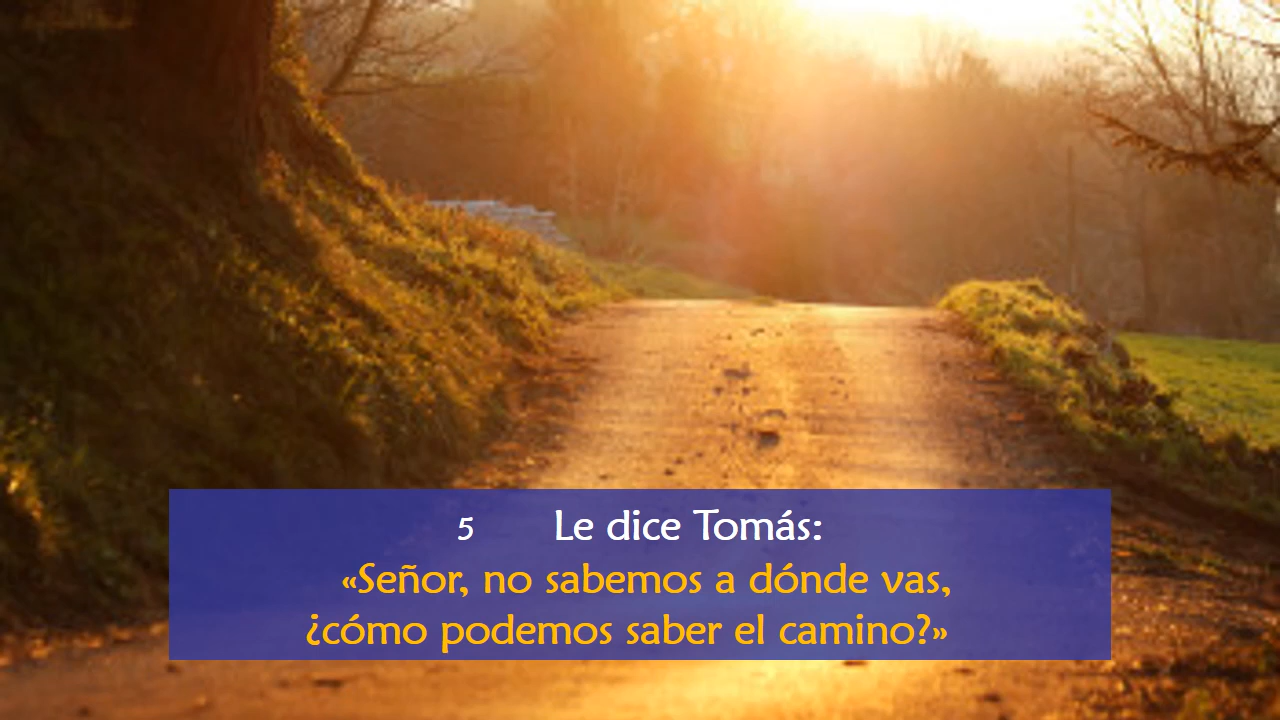 5 Le dice Tomás:
«Señor, no sabemos a dónde vas,
¿cómo podemos saber el camino?»